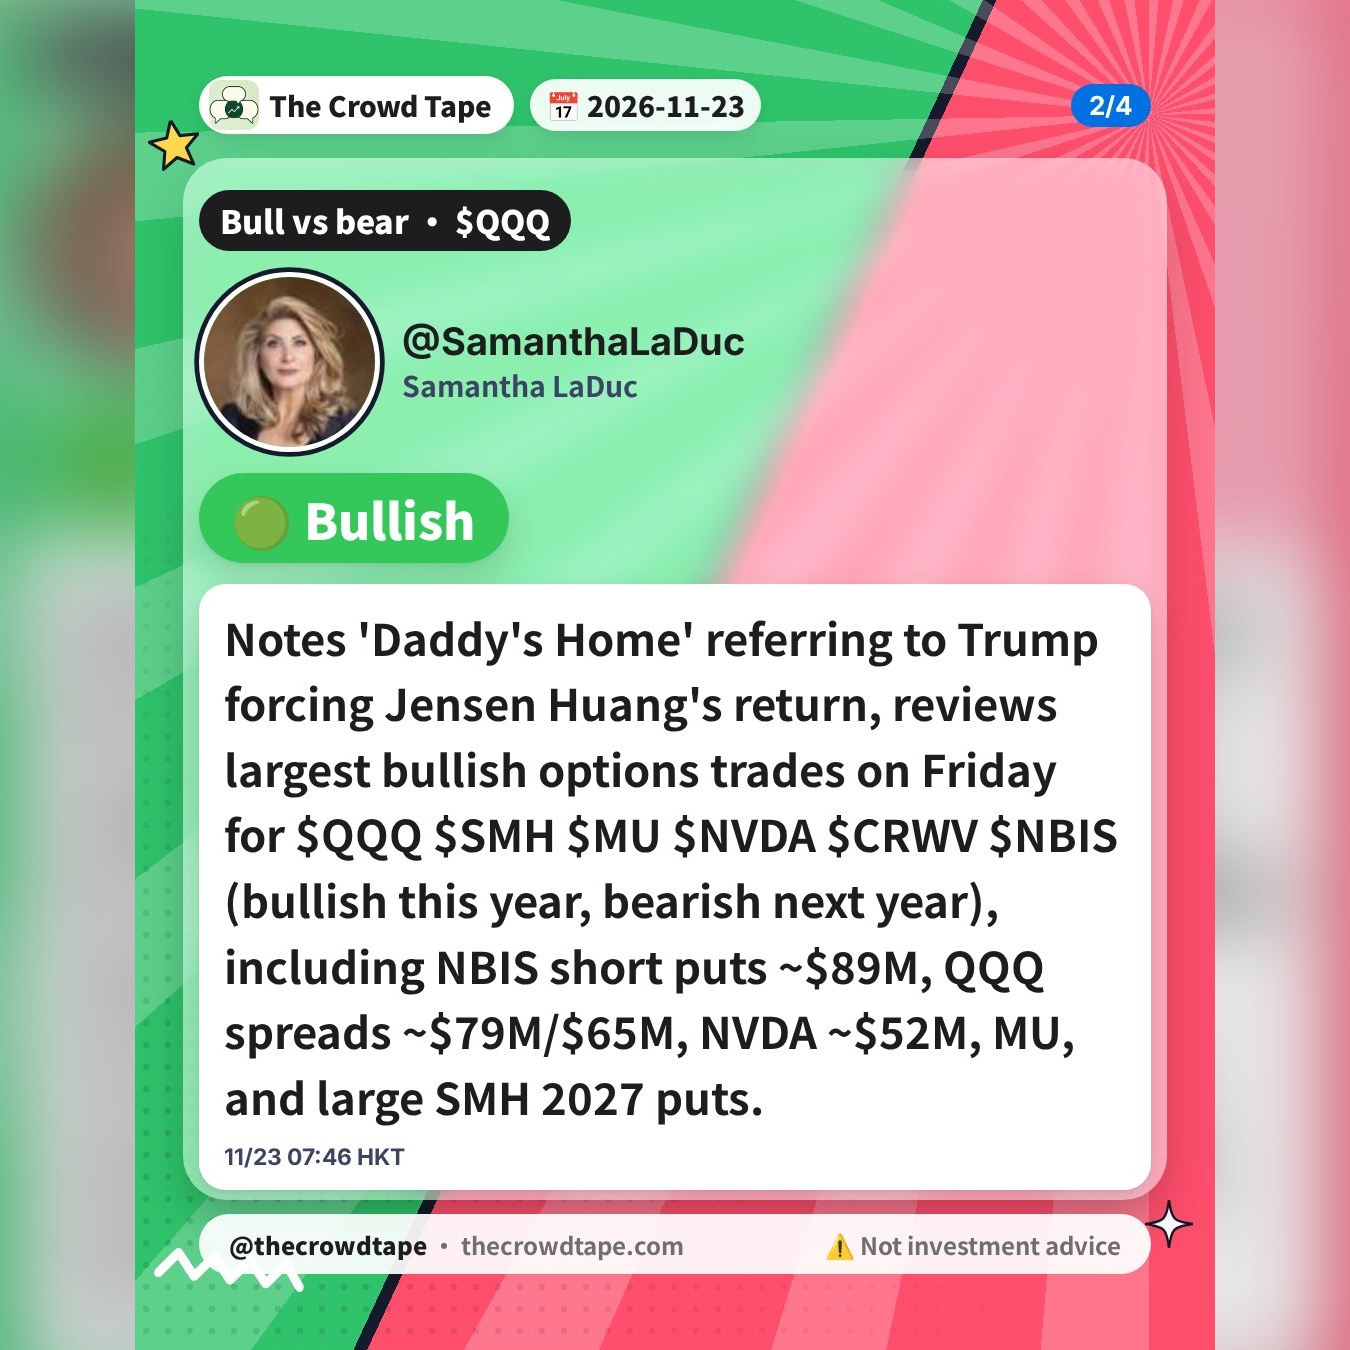 The Crowd Tape
July 17 2026-11-23
2/4
Bull vs bear • $QQQ
@SamanthaLaDuc
Samantha LaDuc
Bullish
Notes 'Daddy's Home' referring to Trump
forcing Jensen Huang's return, reviews
largest bullish options trades on Friday
for $QQQ $SMH $MU $NVDA $CRWV $NBIS
(bullish this year, bearish next year),
including NBIS short puts ~$89M, QQQ
spreads ~$79M/$65M, NVDA ~$52M, MU,
and large SMH 2027 puts.
11/23 07:46 HKT
@thecrowdtape • thecrowdtape.com
⚠️ Not investment advice